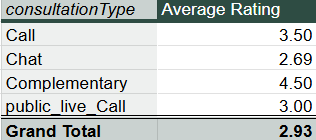 consultationType Average Rating
Call 3.50
Chat 2.69
Complementary 4.50
public_live_Call 3.00
Grand Total 2.93